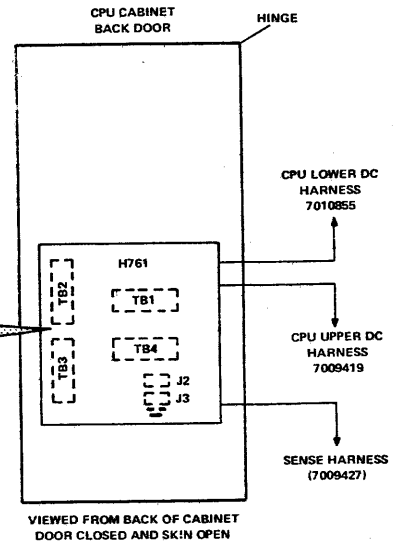 CPU CABINET
BACK DOOR
HINGE
CPU LOWER DC
HARNESS
7010855
H761
TB2
TB1
CPU UPPER DC
HARNESS
7009419
TB3
TB4
J2
J3
SENSE HARNESS
(7009427)
VIEWED FROM BACK OF CABINET
DOOR CLOSED AND SKIN OPEN